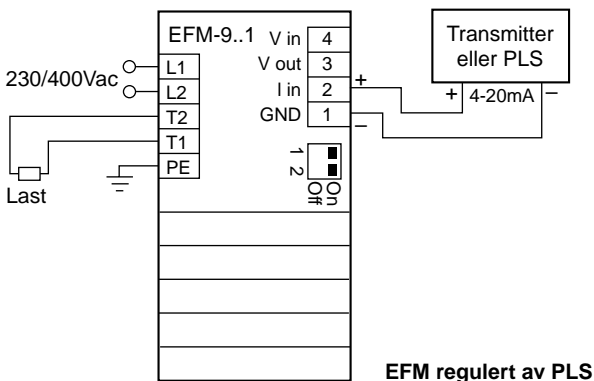 EFM-9..1
V in 4
V out 3
I in 2
GND 1
Transmitter
eller PLS
+ 4-20mA –
+
–
230/400Vac
L1
L2
T2
T1
PE
Last
1
2
On
Off
EFM regulert av PLS